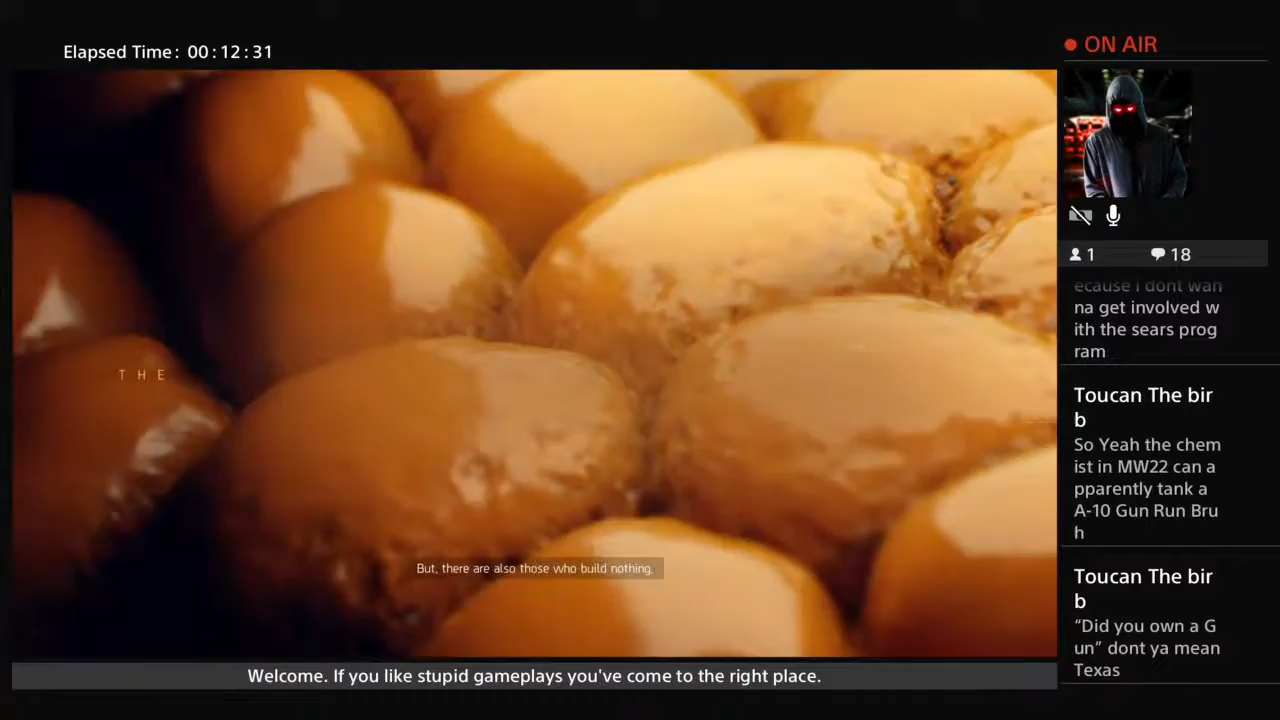 Elapsed Time: 00:12:31
ON AIR
1 18
ecause i dont wan
na get involved w
ith the sears prog
ram
Toucan The bir
b
So Yeah the chem
ist in MW22 can a
pparently tank a
A-10 Gun Run Bru
h
Toucan The bir
b
“Did you own a G
un” dont ya mean
Texas
THE
But, there are also those who build nothing.
Welcome. If you like stupid gameplays you've come to the right place.